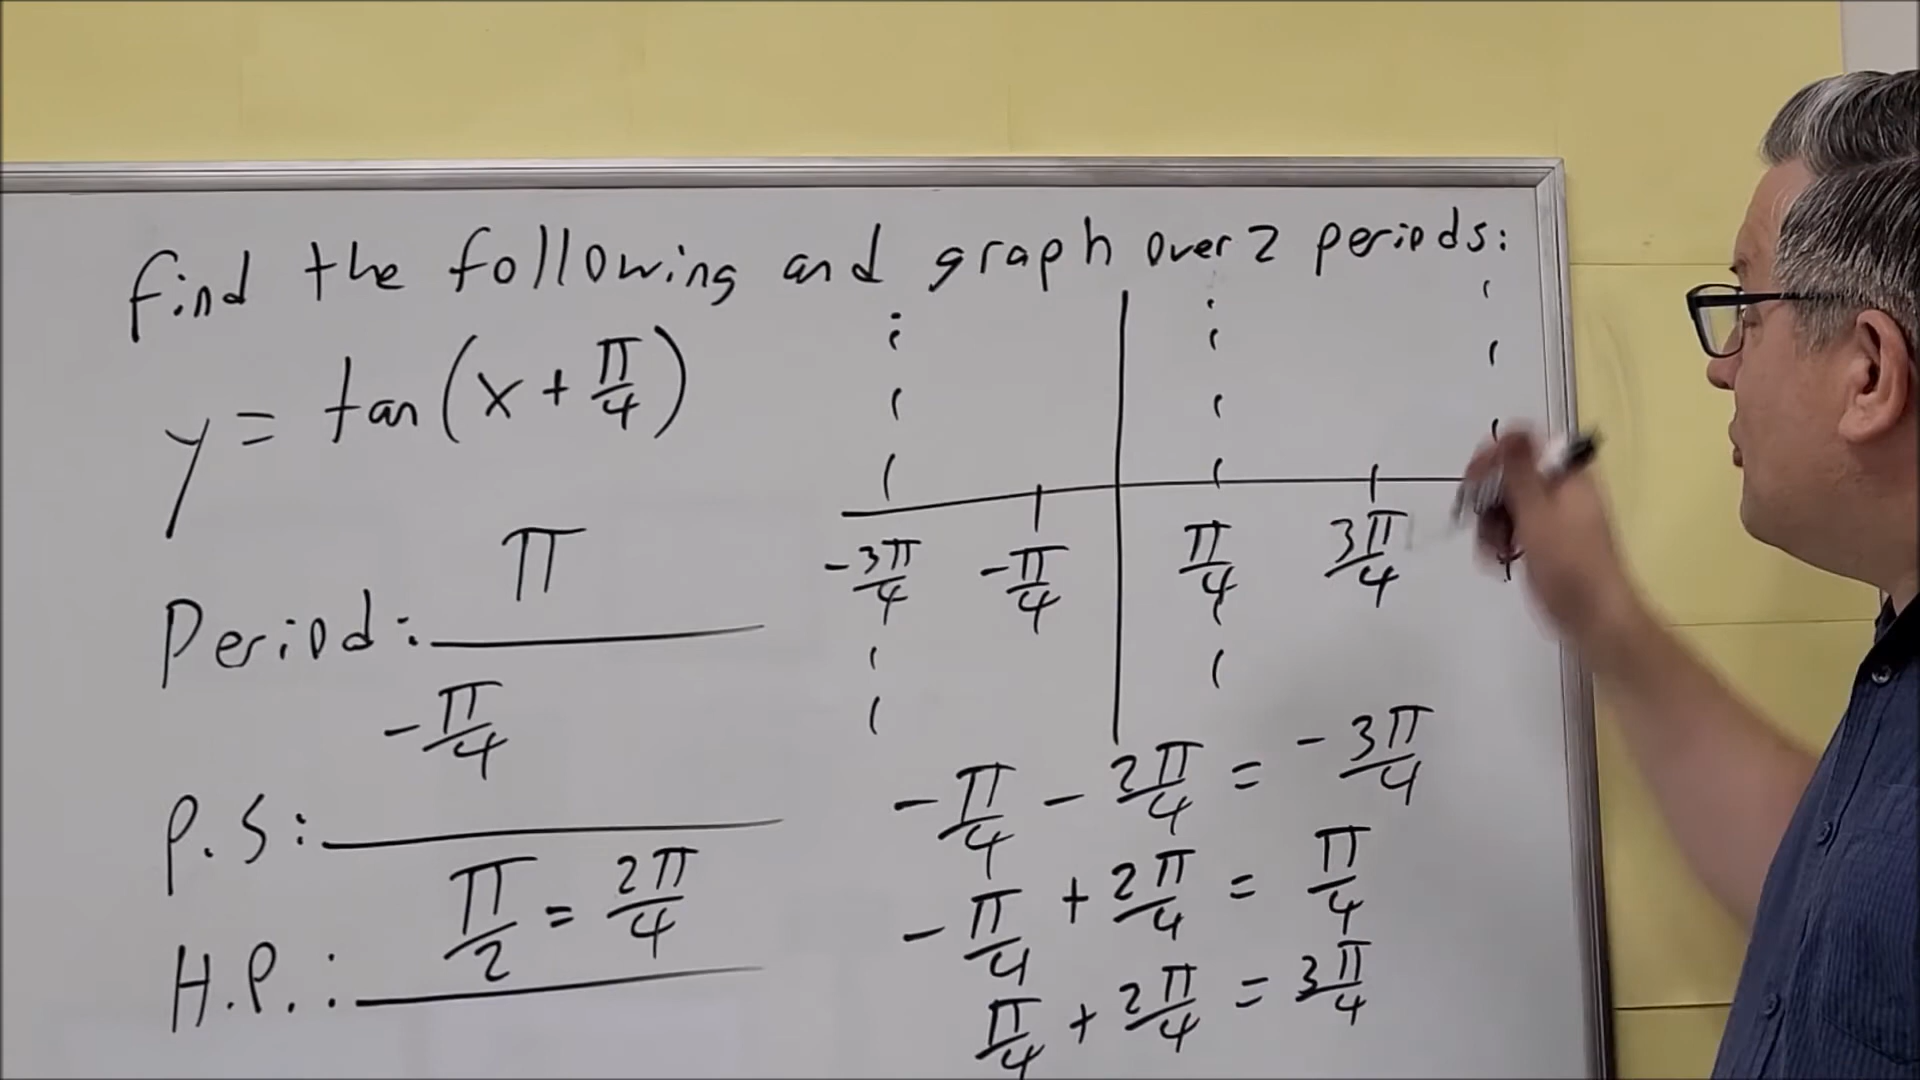 find the following and graph over 2 periods:
y = tan(x + π/4)
Period: π
P.S: -π/4
H.P.: π/2 = 2π/4
-3π/4 -π/4 π/4 3π/4
-π/4 - 2π/4 = -3π/4
-π/4 + 2π/4 = π/4
π/4 + 2π/4 = 3π/4